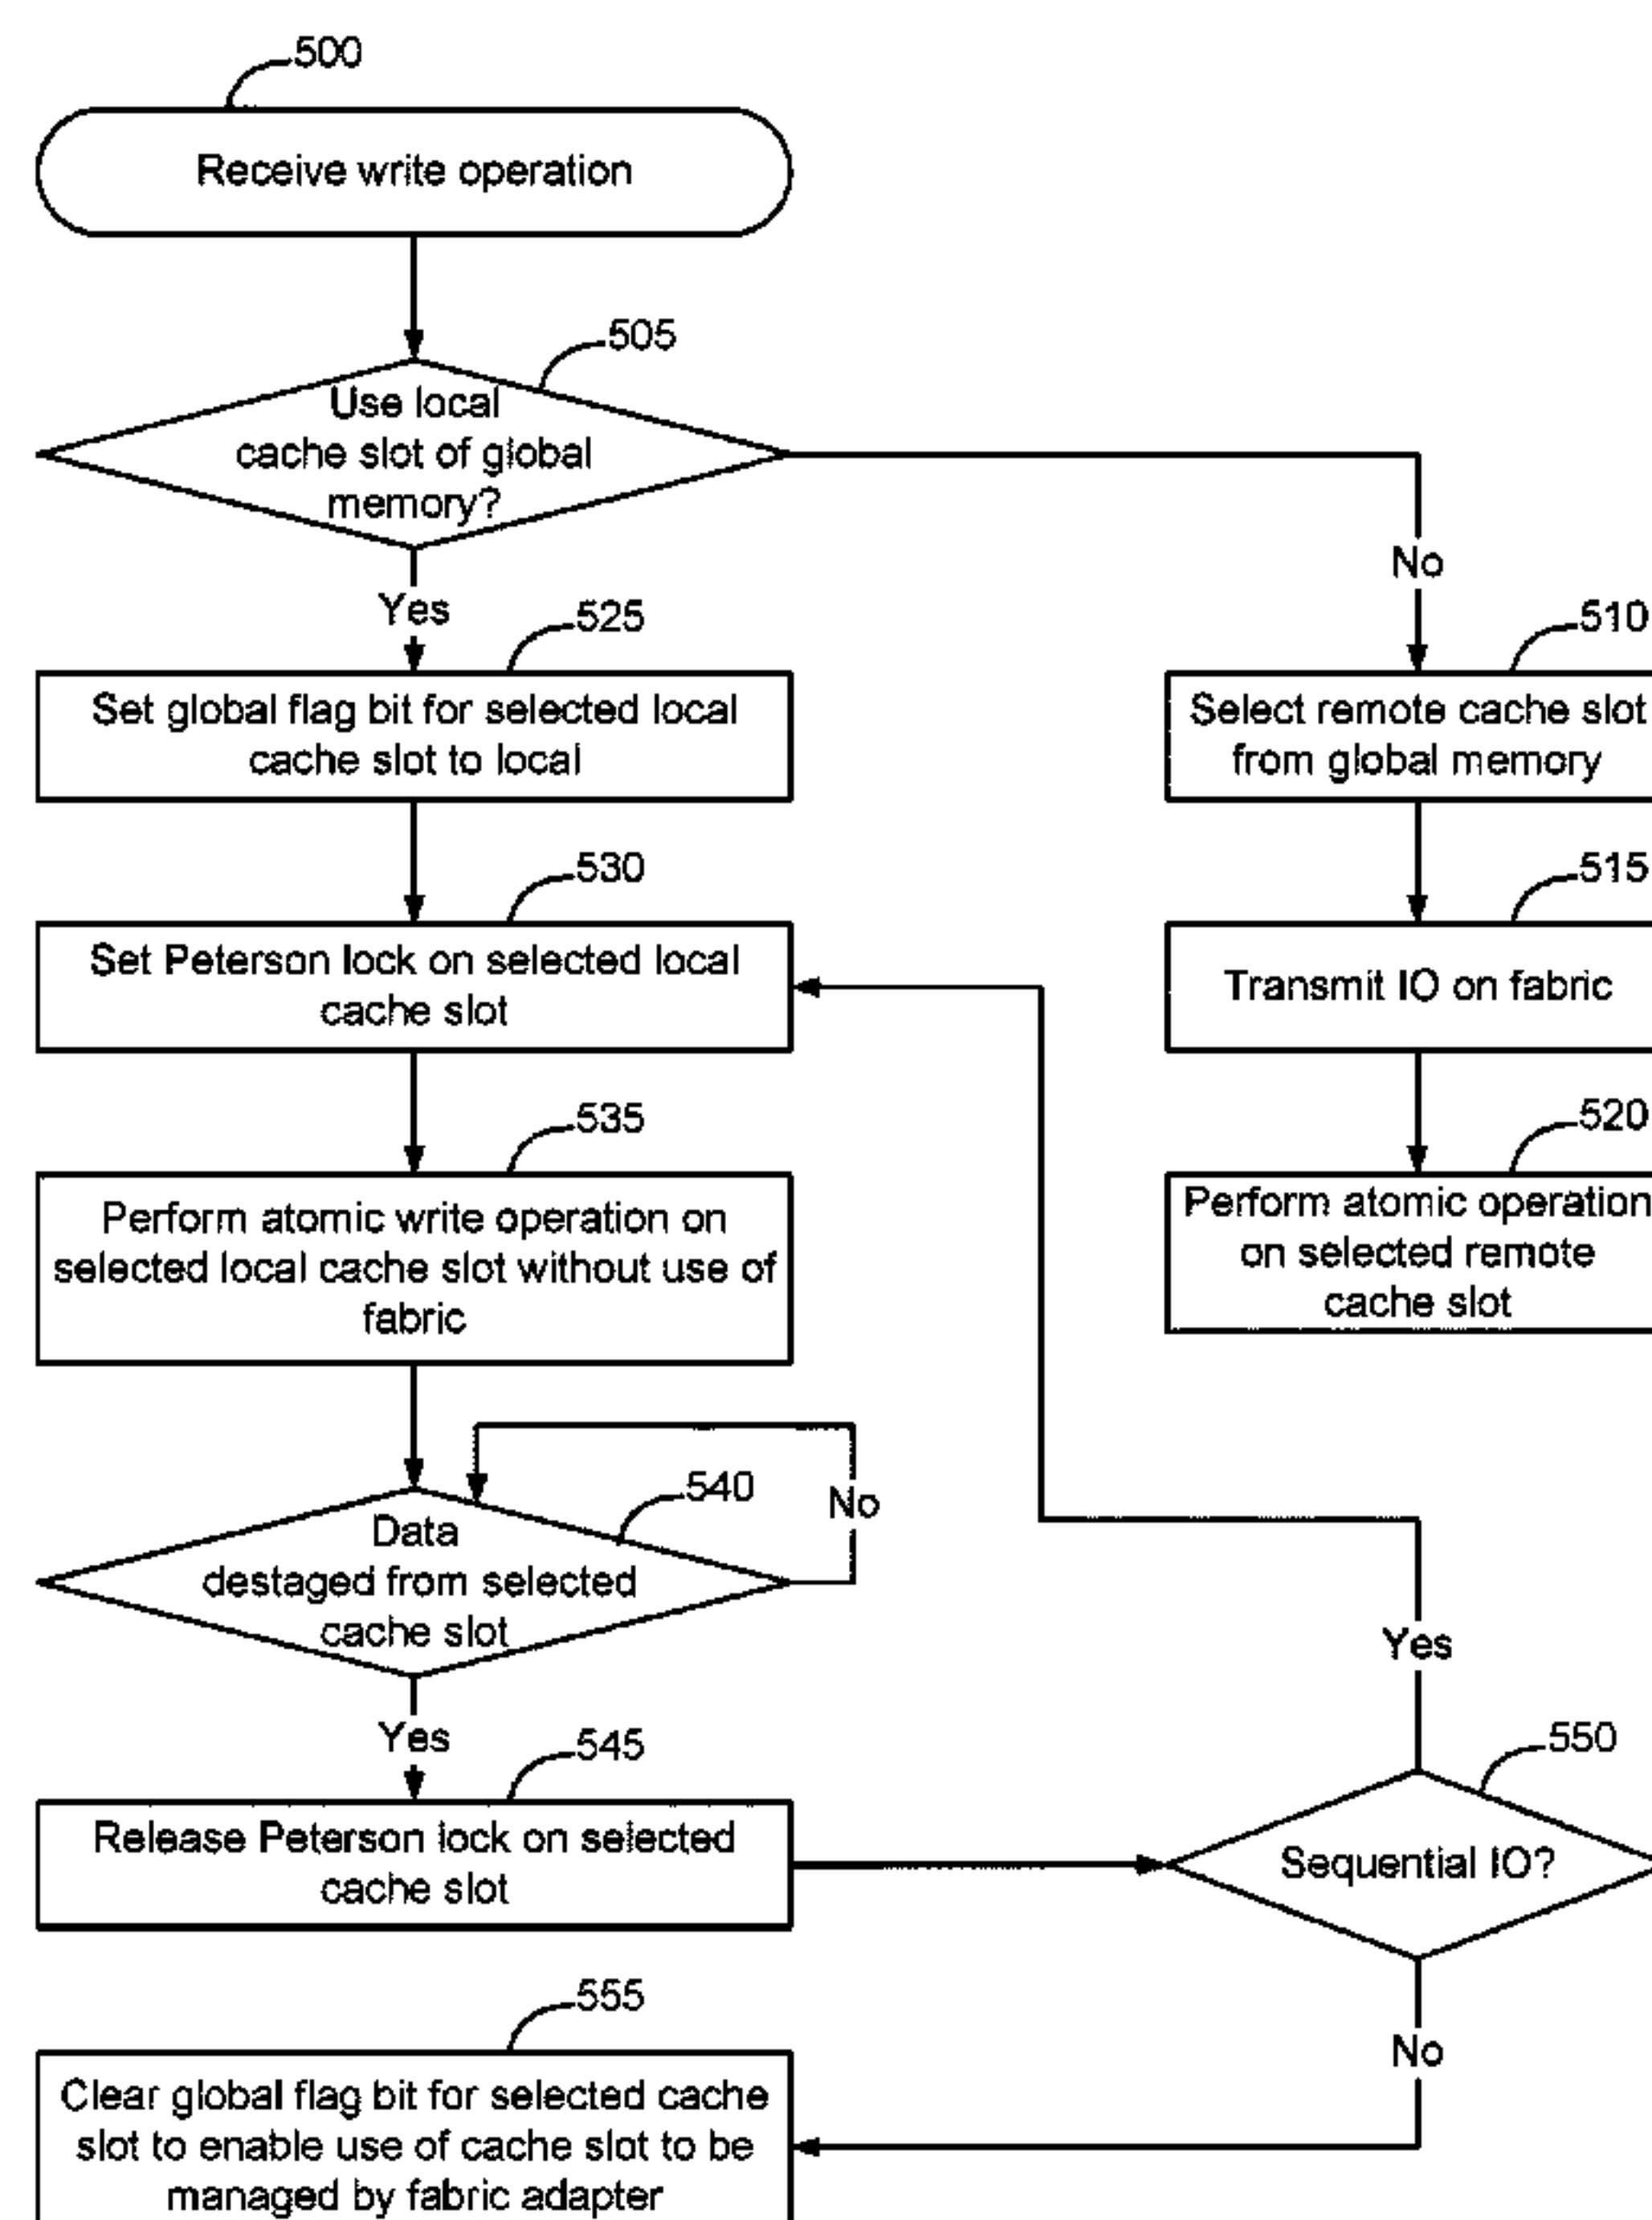 500
Receive write operation
505
Use local
cache slot of global
memory?
No
Yes
525
Set global flag bit for selected local
cache slot to local
510
Select remote cache slot
from global memory
530
Set Peterson lock on selected local
cache slot
515
Transmit IO on fabric
535
Perform atomic write operation on
selected local cache slot without use of
fabric
520
Perform atomic operation
on selected remote
cache slot
540
No
Data
destaged from selected
cache slot
Yes
Yes
545
Release Peterson lock on selected
cache slot
550
Sequential IO?
555
No
Clear global flag bit for selected cache
slot to enable use of cache slot to be
managed by fabric adapter